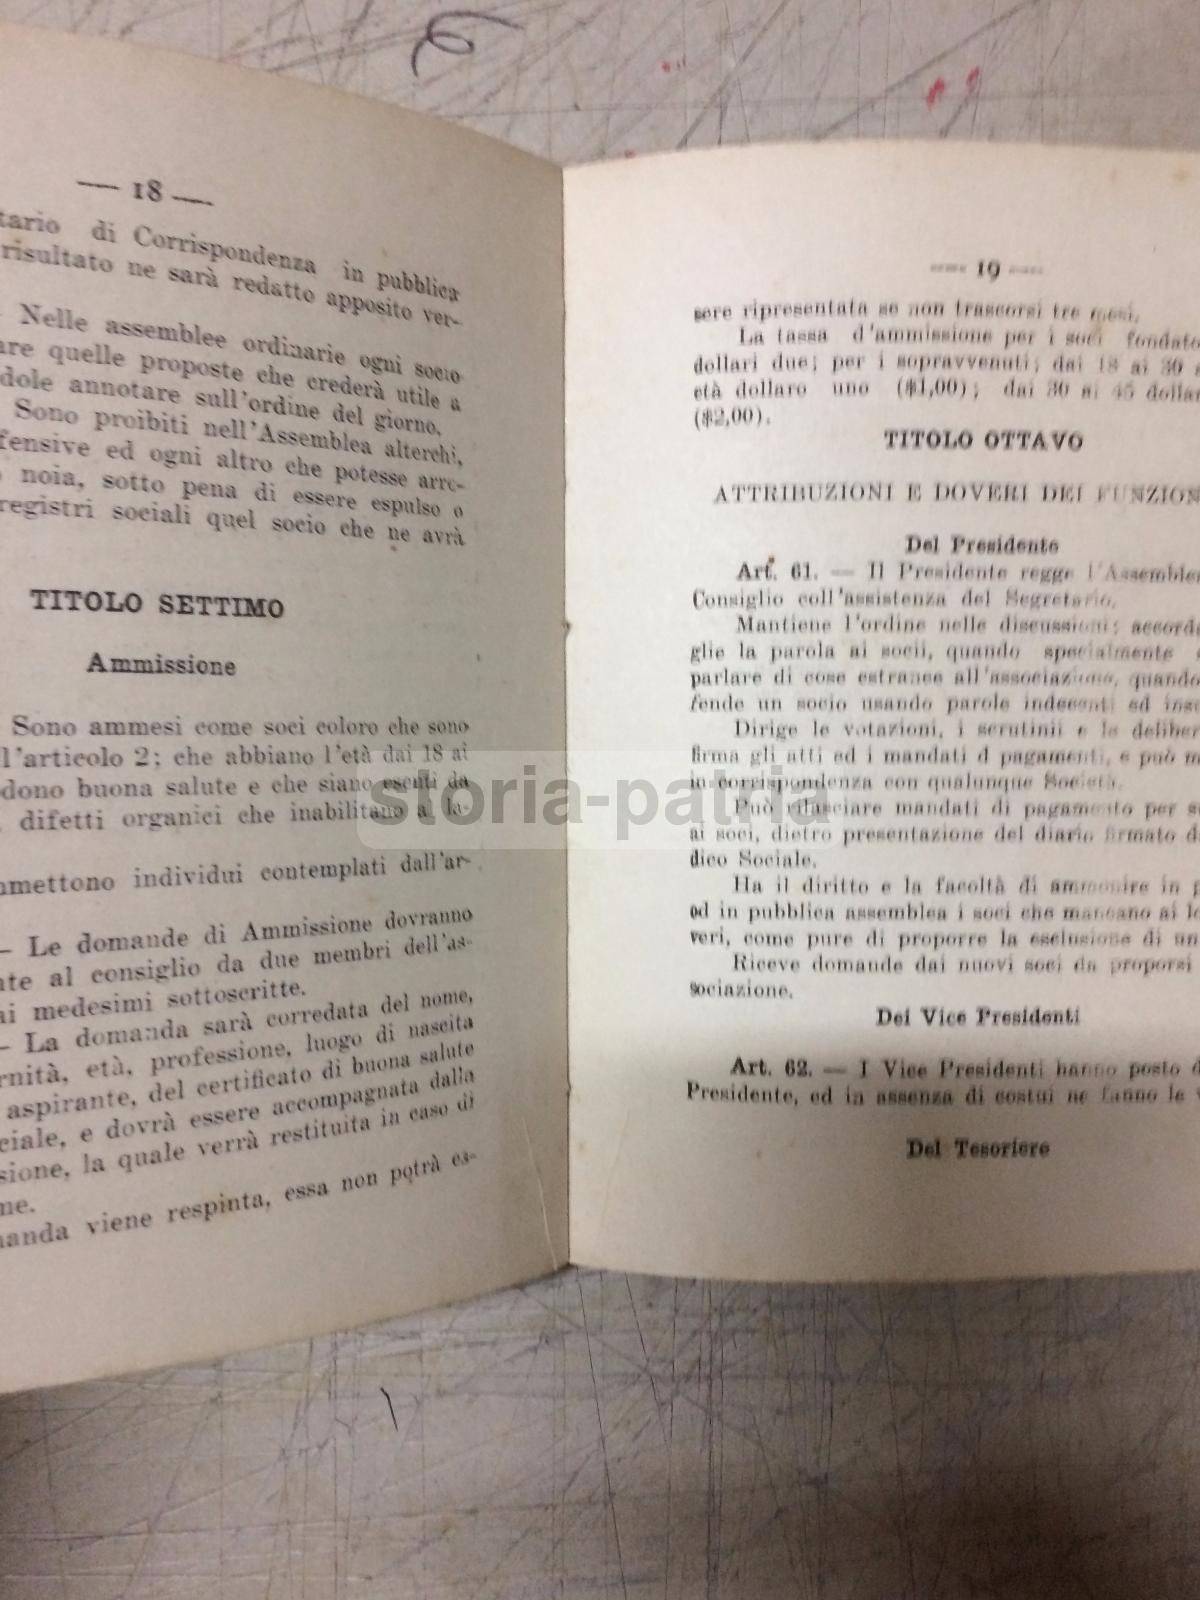 — 18 —
tario di Corrispondenza in pubblica
risultato ne sarà redatto apposito ver-
Nelle assemblee ordinarie ogni socio
are quelle proposte che crederà utile a
dole annotare sull'ordine del giorno.
Sono proibiti nell'Assemblea alterchi,
fensive ed ogni altro che potesse arre-
noia, sotto pena di essere espulso o
registri sociali quel socio che ne avrà
TITOLO SETTIMO
Ammissione
Sono ammesi come soci coloro che sono
ll'articolo 2; che abbiano l'età dai 18 ai
dono buona salute e che siano esenti da
difetti organici che inabilitano al la-
mmettono individui contemplati dall'ar-
— Le domande di Ammissione dovranno
nte al consiglio da due membri dell'as-
ai medesimi sottoscritte.
— La domanda sarà corredata del nome,
rnità, età, professione, luogo di nascita
aspirante, del certificato di buona salute
ciale, e dovrà essere accompagnata dalla
sione, la quale verrà restituita in caso di
ne.
manda viene respinta, essa non potrà es-
— 19 —
sere ripresentata se non trascorsi tre mesi.
La tassa d'ammissione per i soci fondato
dollari due; per i sopravvenuti; dai 18 ai 30
età dollaro uno ($1,00); dai 30 ai 45 dollar
($2,00).
TITOLO OTTAVO
ATTRIBUZIONI E DOVERI DEI FUNZION
Del Presidente
Art. 61. — Il Presidente regge l'Assemblea
Consiglio coll'assistenza del Segretario.
Mantiene l'ordine nelle discussioni; accorda
glie la parola ai socii, quando specialmente
parlare di cose estranee all'associazione, quando
fende un socio usando parole indecenti ed insu
Dirige le votazioni, i scrutinii e le deliber
firma gli atti ed i mandati d pagamenti, e può m
in corrispondenza con qualunque Società.
Può rilasciare mandati di pagamento per s
ai soci, dietro presentazione del diario firmato d
dico Sociale.
Ha il diritto e la facoltà di ammonire in p
ed in pubblica assemblea i soci che mancano ai lo
veri, come pure di proporre la esclusione di un
Riceve domande dai nuovi soci da proporsi
sociazione.
Dei Vice Presidenti
Art. 62. — I Vice Presidenti hanno posto d
Presidente, ed in assenza di costui ne fanno le v
Del Tesoriere
storia-patria